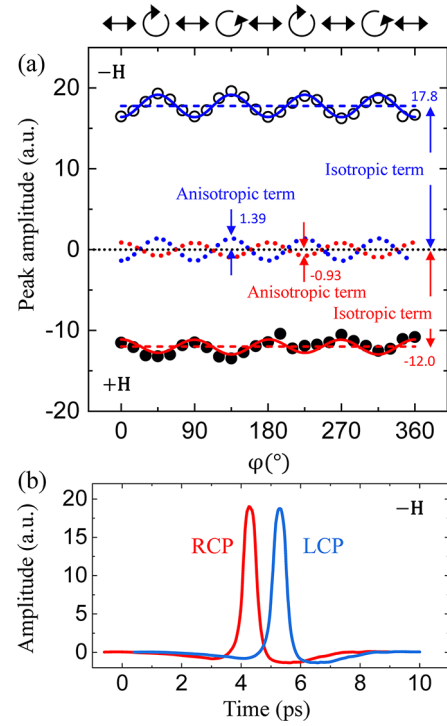 (a)
−H
17.8
20
Isotropic term
Anisotropic term
1.39
10
Peak amplitude (a.u.)
0
-0.93
Anisotropic term
Isotropic term
-10
-12.0
+H
-20
0 90 180 270 360
φ(°)
(b)
−H
20
15
RCP LCP
10
5
0
Amplitude (a.u.)
0 2 4 6 8 10
Time (ps)